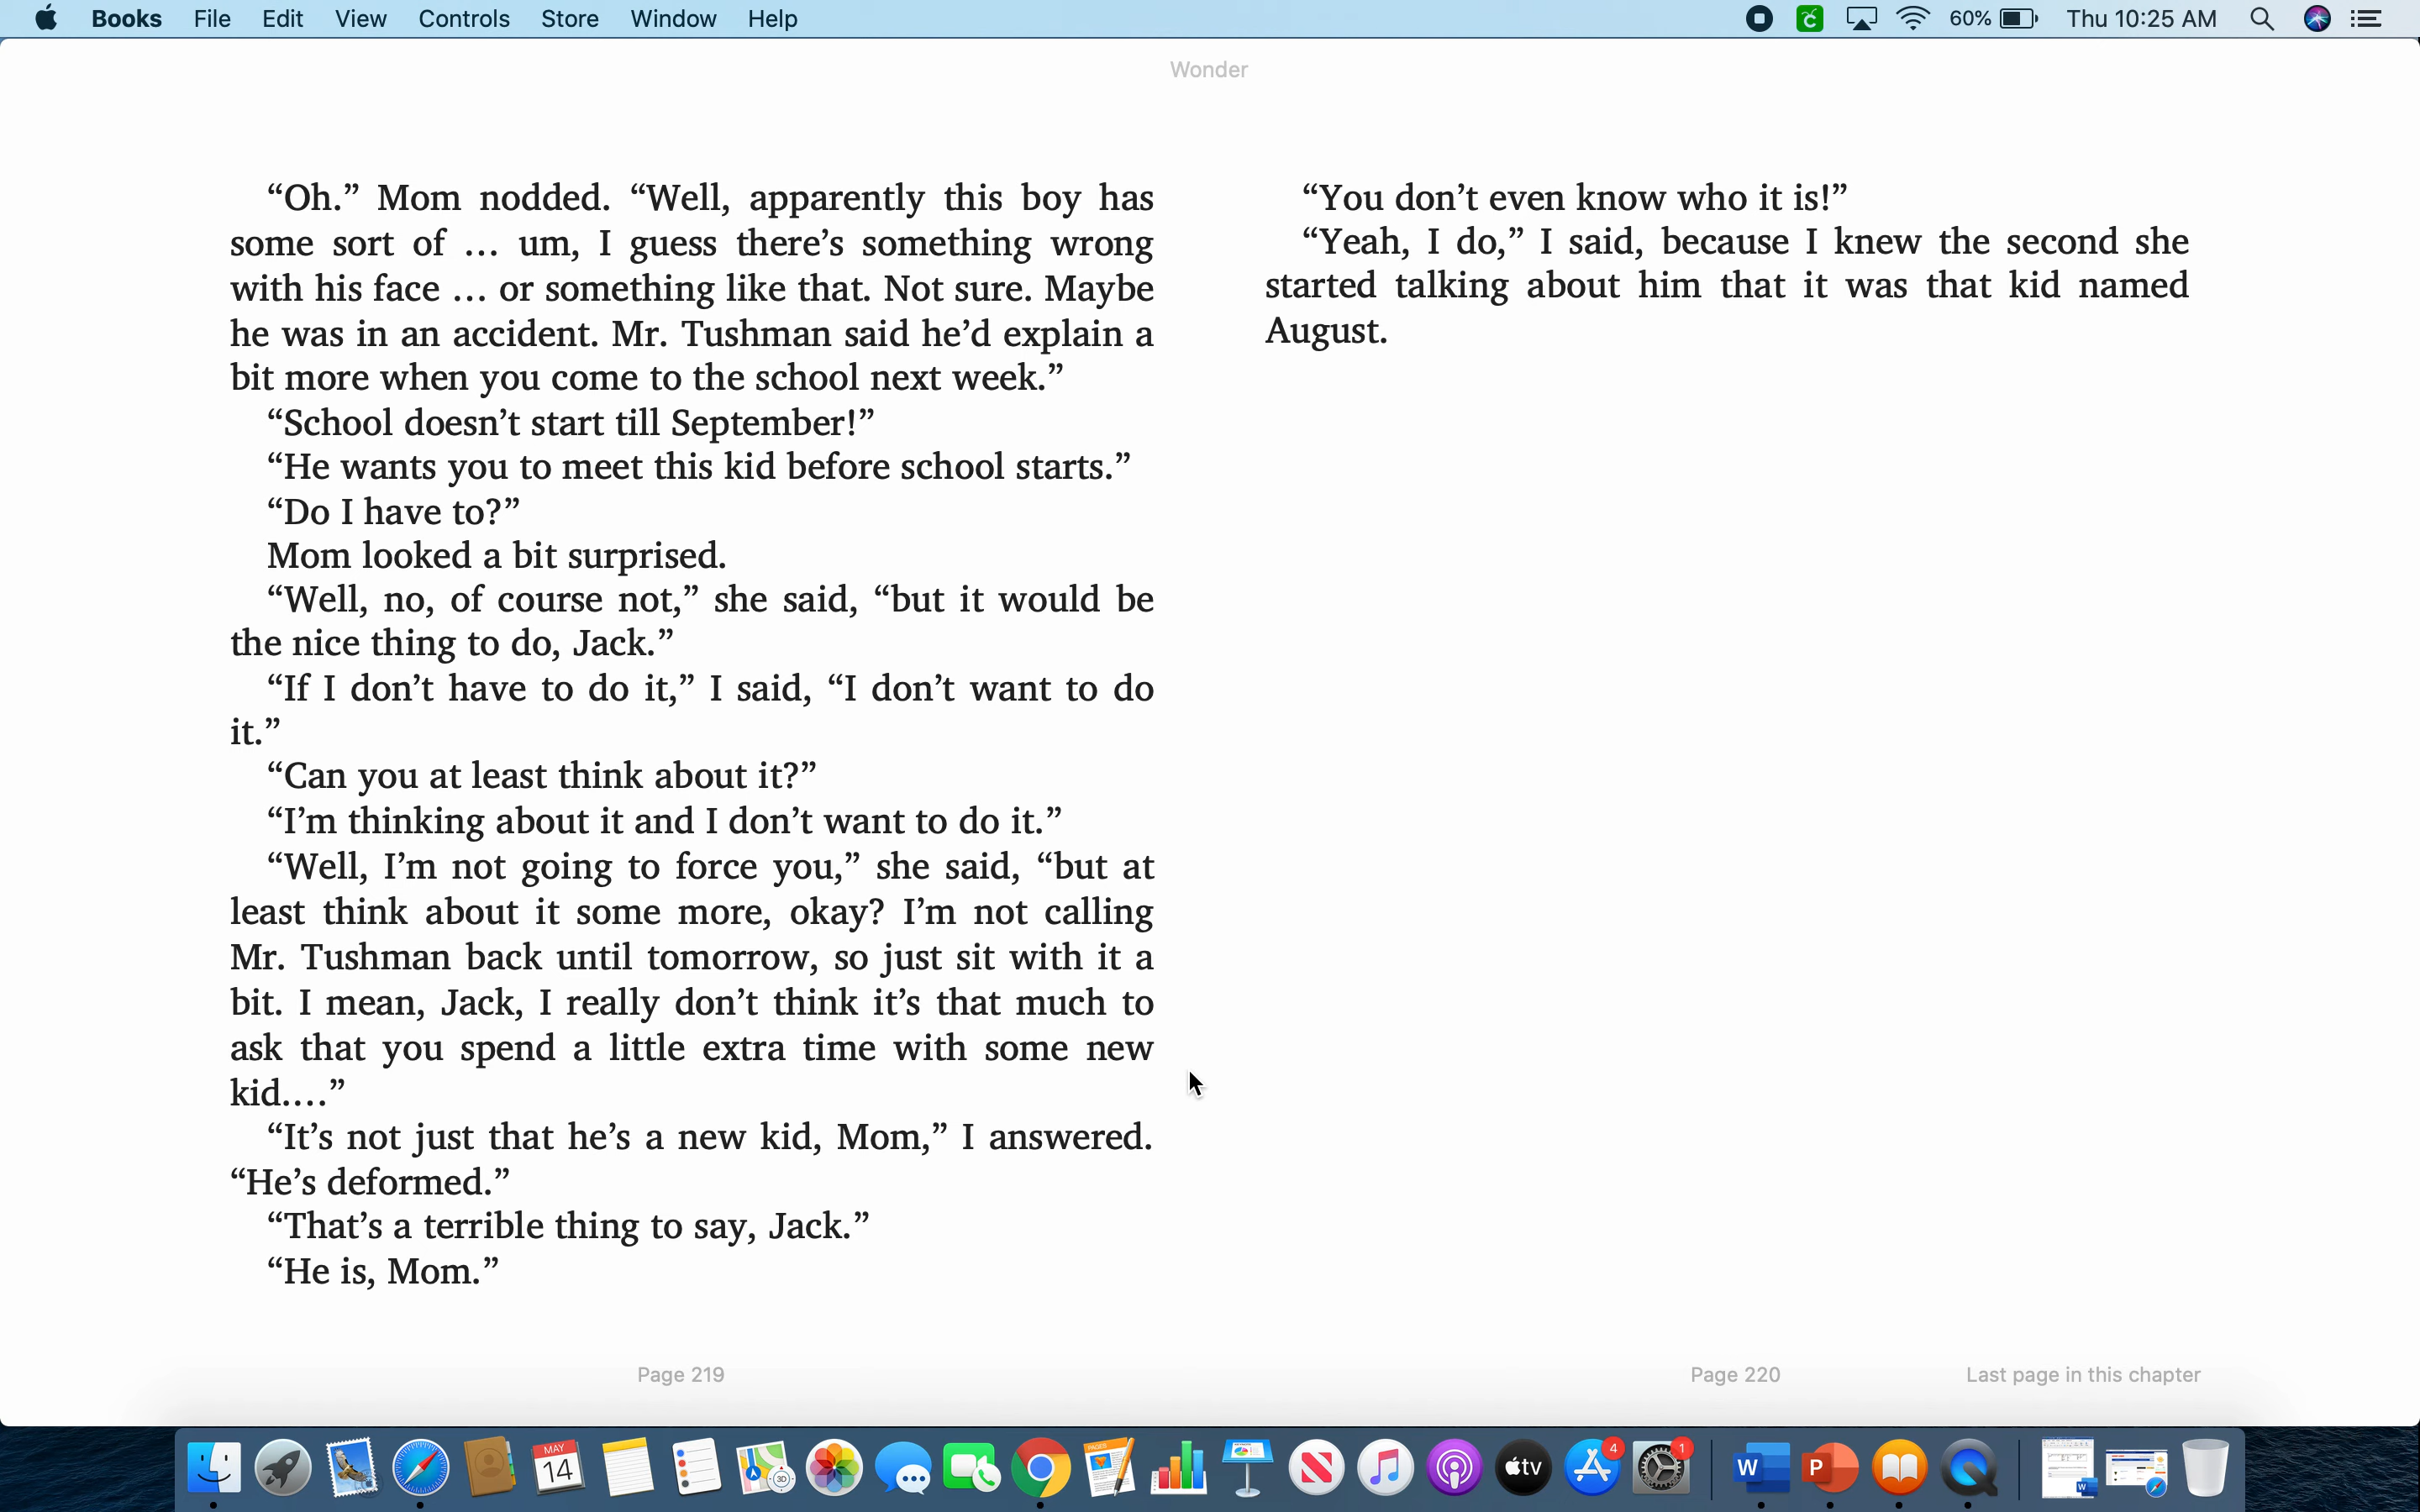 Books File Edit View Controls Store Window Help 60% Thu 10:25 AM
Wonder
“Oh.” Mom nodded. “Well, apparently this boy has
some sort of … um, I guess there’s something wrong
with his face … or something like that. Not sure. Maybe
he was in an accident. Mr. Tushman said he’d explain a
bit more when you come to the school next week.”
“School doesn’t start till September!”
“He wants you to meet this kid before school starts.”
“Do I have to?”
Mom looked a bit surprised.
“Well, no, of course not,” she said, “but it would be
the nice thing to do, Jack.”
“If I don’t have to do it,” I said, “I don’t want to do
it.”
“Can you at least think about it?”
“I’m thinking about it and I don’t want to do it.”
“Well, I’m not going to force you,” she said, “but at
least think about it some more, okay? I’m not calling
Mr. Tushman back until tomorrow, so just sit with it a
bit. I mean, Jack, I really don’t think it’s that much to
ask that you spend a little extra time with some new
kid.…”
“It’s not just that he’s a new kid, Mom,” I answered.
“He’s deformed.”
“That’s a terrible thing to say, Jack.”
“He is, Mom.”
Page 219
“You don’t even know who it is!”
“Yeah, I do,” I said, because I knew the second she
started talking about him that it was that kid named
August.
Page 220
Last page in this chapter
MAY
14
PAGES
3D
tv
4
1
W
P
W